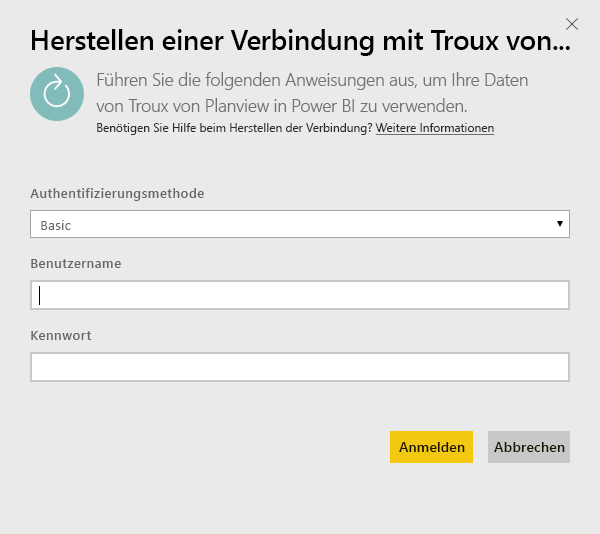 Herstellen einer Verbindung mit Troux von...
Führen Sie die folgenden Anweisungen aus, um Ihre Daten
von Troux von Planview in Power BI zu verwenden.
Benötigen Sie Hilfe beim Herstellen der Verbindung? Weitere Informationen
Authentifizierungsmethode
Basic
Benutzername
Kennwort
Anmelden Abbrechen